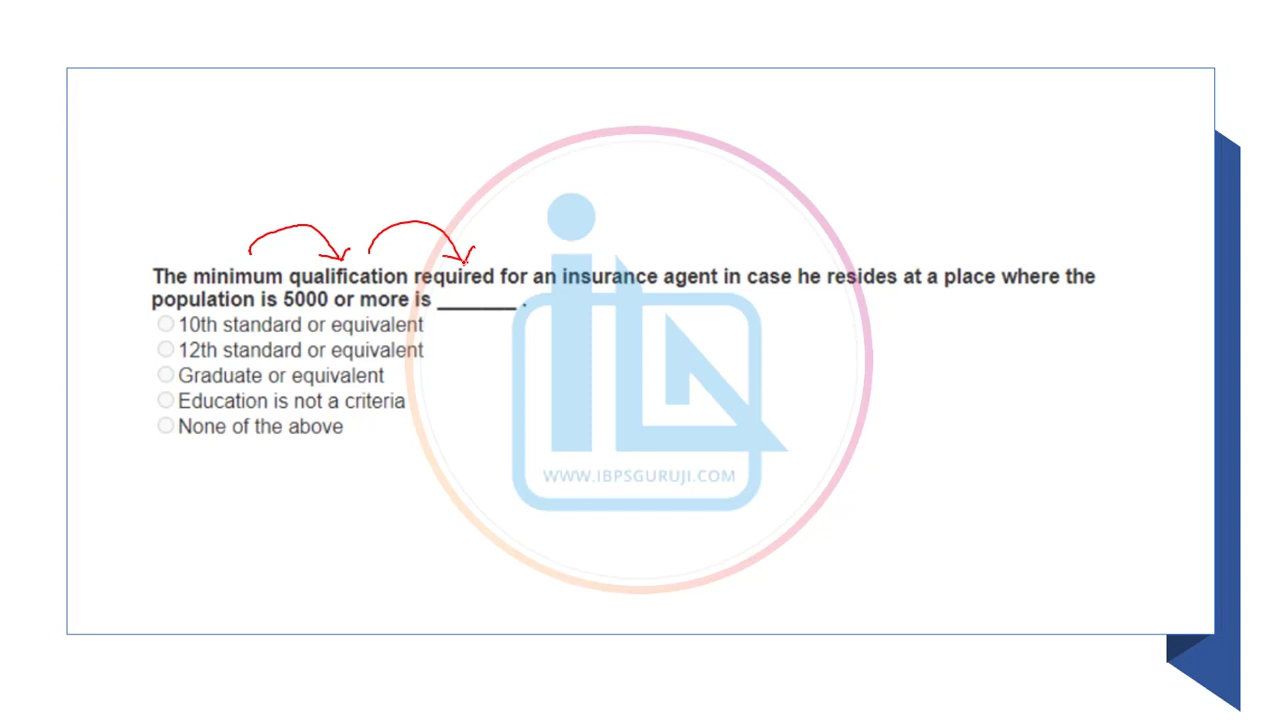 The minimum qualification required for an insurance agent in case he resides at a place where the
population is 5000 or more is ________ .
10th standard or equivalent
12th standard or equivalent
Graduate or equivalent
Education is not a criteria
None of the above
WWW.IBPSGURUJI.COM